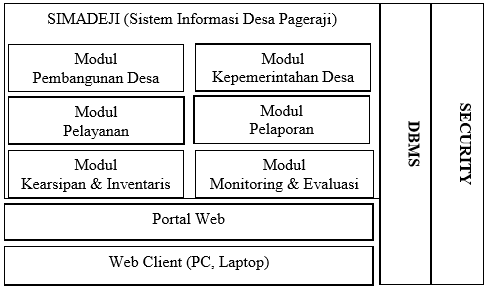 SIMADEJI (Sistem Informasi Desa Pageraji)
Modul
Pembangunan Desa
Modul
Kepemerintahan Desa
Modul
Pelayanan
Modul
Pelaporan
Modul
Kearsipan & Inventaris
Modul
Monitoring & Evaluasi
Portal Web
Web Client (PC, Laptop)
DBMS
SECURITY